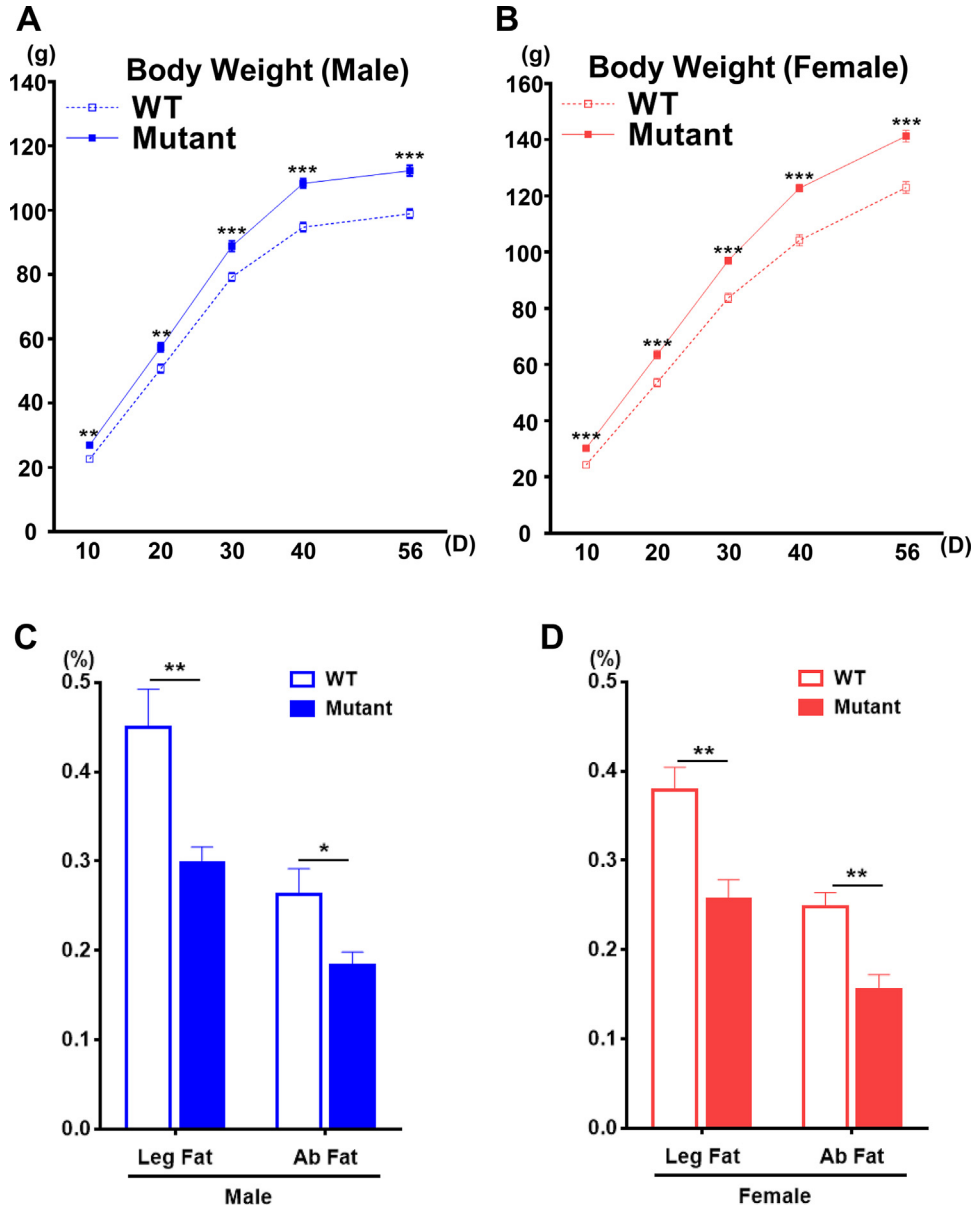 A
(g)
Body Weight (Male)
WT
Mutant
140
120
100
80
60
40
20
0
**
**
***
***
***
10 20 30 40 56 (D)
B
(g)
Body Weight (Female)
WT
Mutant
160
140
120
100
80
60
40
20
0
***
***
***
***
***
10 20 30 40 56 (D)
C
(%)
0.5
0.4
0.3
0.2
0.1
0.0
**
*
WT
Mutant
Leg Fat Ab Fat
Male
D
(%)
0.5
0.4
0.3
0.2
0.1
0.0
**
**
WT
Mutant
Leg Fat Ab Fat
Female